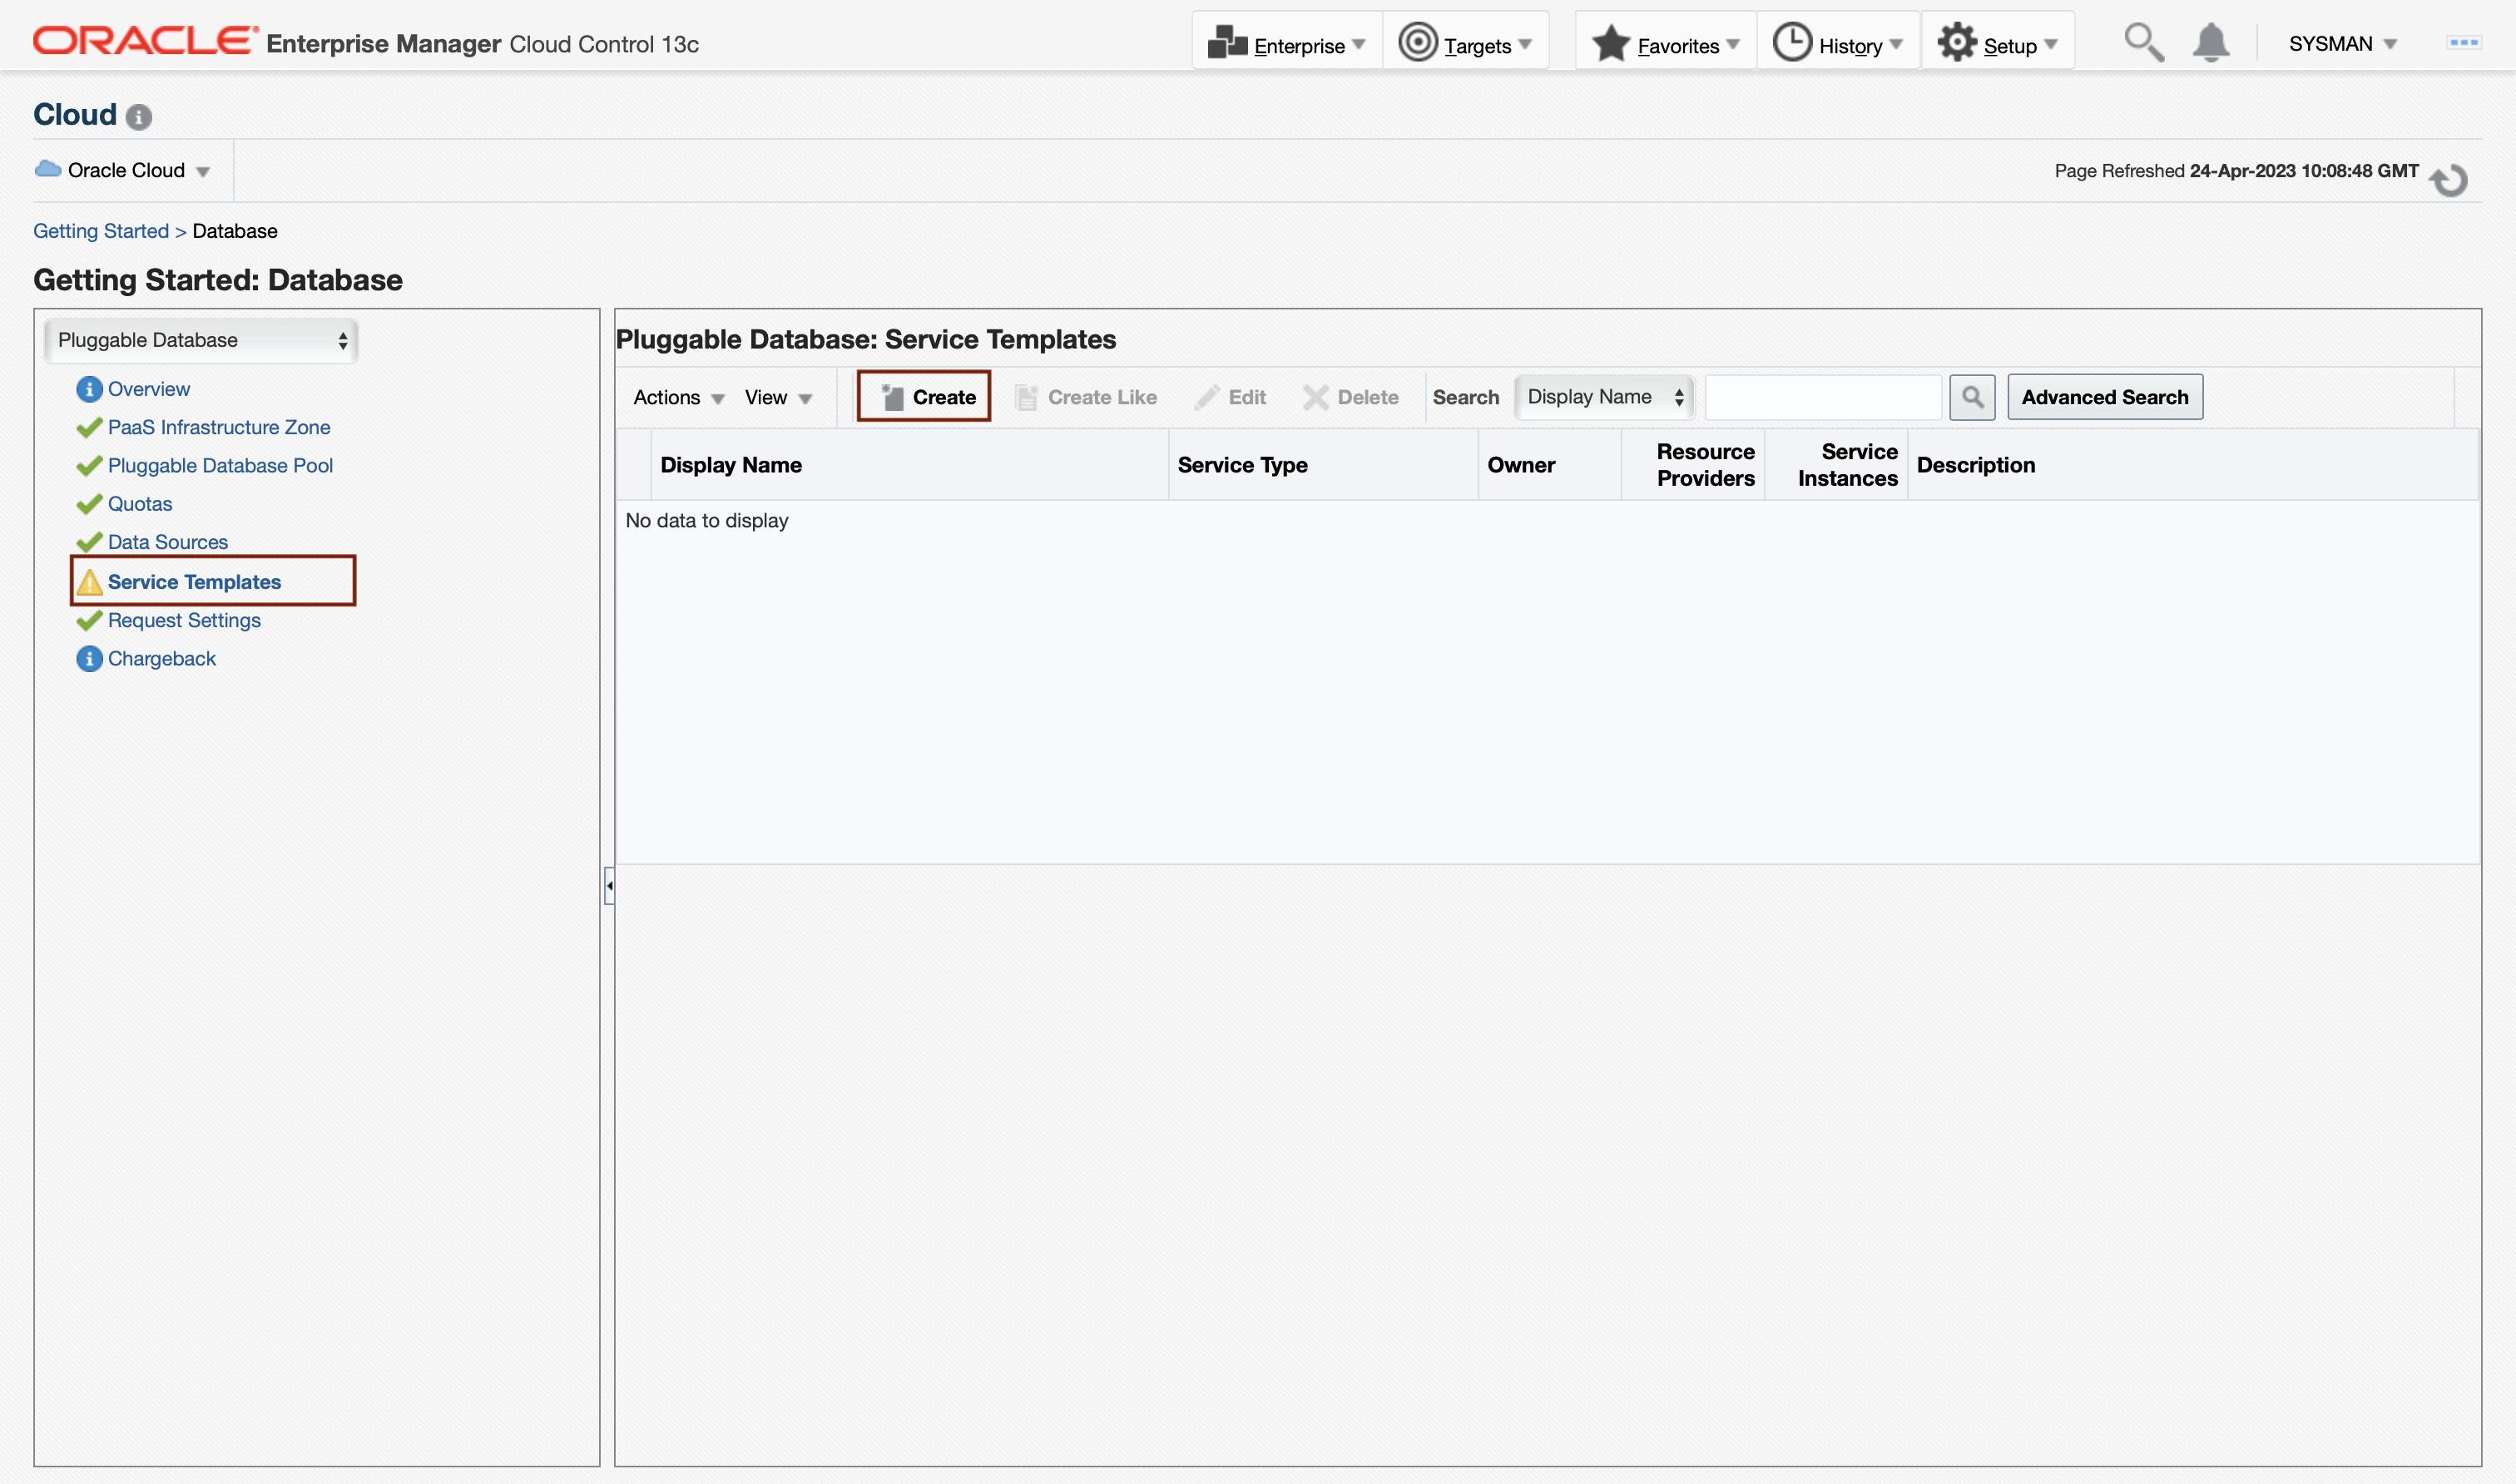 ORACLE Enterprise Manager Cloud Control 13c Enterprise Targets Favorites History Setup SYSMAN
Cloud
Oracle Cloud Page Refreshed 24-Apr-2023 10:08:48 GMT
Getting Started > Database
Getting Started: Database
Pluggable Database
Overview
PaaS Infrastructure Zone
Pluggable Database Pool
Quotas
Data Sources
Service Templates
Request Settings
Chargeback
Pluggable Database: Service Templates
Actions View Create Create Like Edit Delete Search Display Name Advanced Search
Display Name Service Type Owner Resource Providers Service Instances Description
No data to display